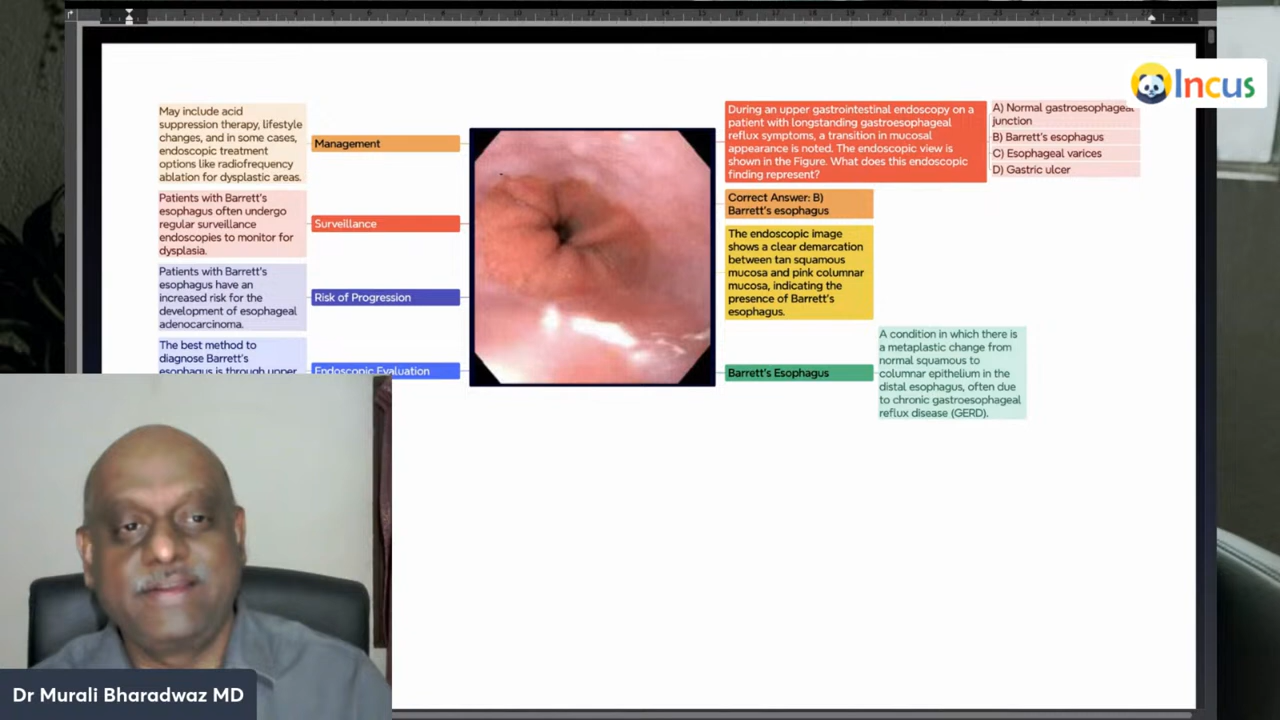 Incus
May include acid
suppression therapy, lifestyle
changes, and in some cases,
endoscopic treatment
options like radiofrequency
ablation for dysplastic areas.
Management
Patients with Barrett's
esophagus often undergo
regular surveillance
endoscopies to monitor for
dysplasia.
Surveillance
Patients with Barrett's
esophagus have an
increased risk for the
development of esophageal
adenocarcinoma.
Risk of Progression
The best method to
diagnose Barrett's
esophagus is through upper
Endoscopic Evaluation
During an upper gastrointestinal endoscopy on a
patient with longstanding gastroesophageal
reflux symptoms, a transition in mucosal
appearance is noted. The endoscopic view is
shown in the Figure. What does this endoscopic
finding represent?
A) Normal gastroesophageal
junction
B) Barrett's esophagus
C) Esophageal varices
D) Gastric ulcer
Correct Answer: B)
Barrett's esophagus
The endoscopic image
shows a clear demarcation
between tan squamous
mucosa and pink columnar
mucosa, indicating the
presence of Barrett's
esophagus.
Barrett's Esophagus
A condition in which there is
a metaplastic change from
normal squamous to
columnar epithelium in the
distal esophagus, often due
to chronic gastroesophageal
reflux disease (GERD).
Dr Murali Bharadwaz MD